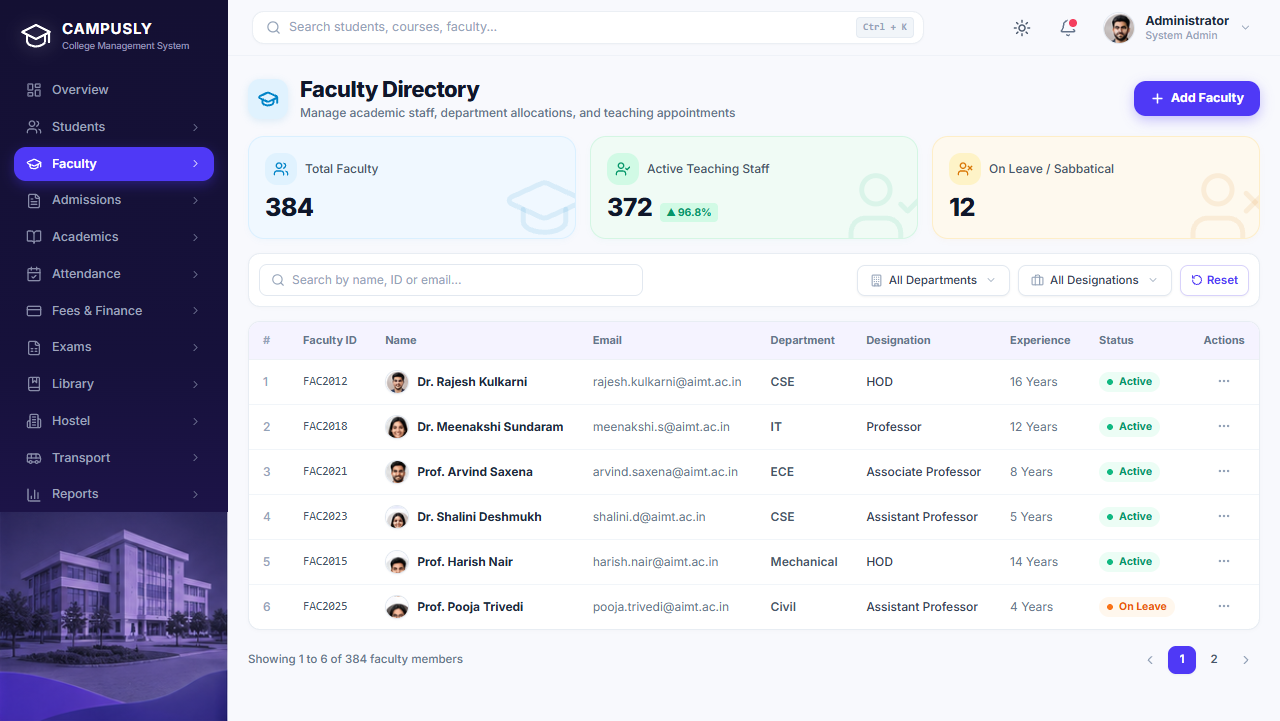 CAMPUSLY
College Management System
Overview
Students
Faculty
Admissions
Academics
Attendance
Fees & Finance
Exams
Library
Hostel
Transport
Reports
Search students, courses, faculty...
Ctrl + K
Administrator
System Admin
Faculty Directory
Manage academic staff, department allocations, and teaching appointments
+ Add Faculty
Total Faculty
384
Active Teaching Staff
372 ▲ 96.8%
On Leave / Sabbatical
12
Search by name, ID or email...
All Departments
All Designations
Reset
# Faculty ID Name Email Department Designation Experience Status Actions
1 FAC2012 Dr. Rajesh Kulkarni rajesh.kulkarni@aimt.ac.in CSE HOD 16 Years Active ...
2 FAC2018 Dr. Meenakshi Sundaram meenakshi.s@aimt.ac.in IT Professor 12 Years Active ...
3 FAC2021 Prof. Arvind Saxena arvind.saxena@aimt.ac.in ECE Associate Professor 8 Years Active ...
4 FAC2023 Dr. Shalini Deshmukh shalini.d@aimt.ac.in CSE Assistant Professor 5 Years Active ...
5 FAC2015 Prof. Harish Nair harish.nair@aimt.ac.in Mechanical HOD 14 Years Active ...
6 FAC2025 Prof. Pooja Trivedi pooja.trivedi@aimt.ac.in Civil Assistant Professor 4 Years On Leave ...
Showing 1 to 6 of 384 faculty members
< 1 2 >